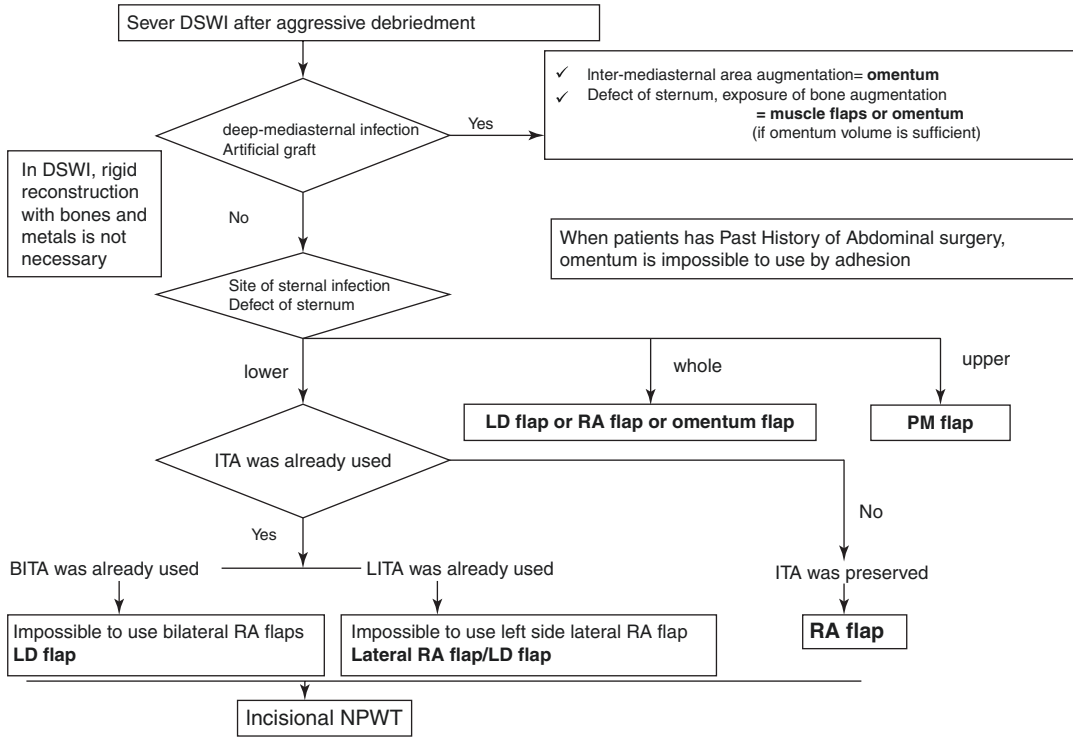 Sever DSWI after aggressive debriedment
✓ Inter-mediasternal area augmentation= omentum
✓ Defect of sternum, exposure of bone augmentation
= muscle flaps or omentum
(if omentum volume is sufficient)
deep-mediasternal infection
Artificial graft
Yes
In DSWI, rigid
reconstruction
with bones and
metals is not
necessary
No
When patients has Past History of Abdominal surgery,
omentum is impossible to use by adhesion
Site of sternal infection
Defect of sternum
lower
whole
upper
LD flap or RA flap or omentum flap
PM flap
ITA was already used
No
Yes
BITA was already used
LITA was already used
ITA was preserved
Impossible to use bilateral RA flaps
LD flap
Impossible to use left side lateral RA flap
Lateral RA flap/LD flap
RA flap
Incisional NPWT